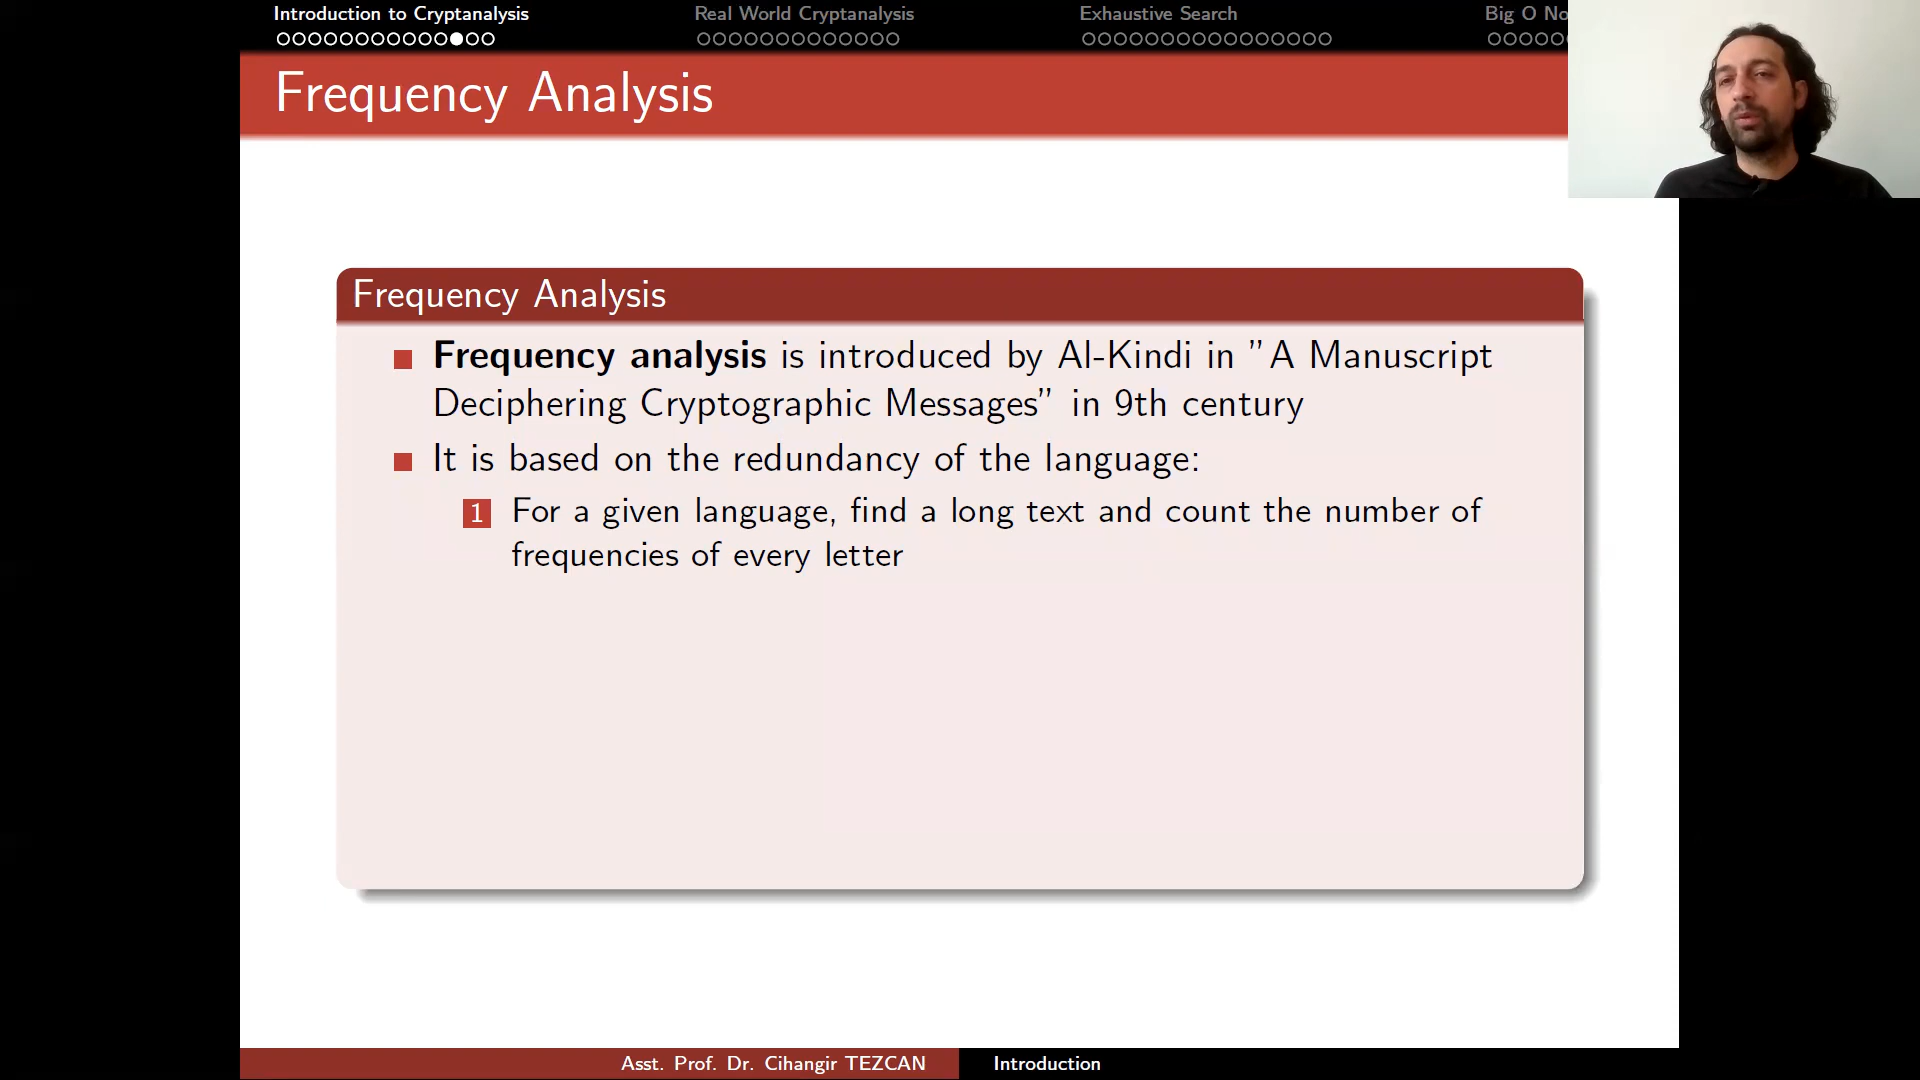 Introduction to Cryptanalysis
Real World Cryptanalysis
Exhaustive Search
Big O
Frequency Analysis
Frequency Analysis
Frequency analysis is introduced by Al-Kindi in ”A Manuscript
Deciphering Cryptographic Messages” in 9th century
It is based on the redundancy of the language:
1 For a given language, find a long text and count the number of
frequencies of every letter
Asst. Prof. Dr. Cihangir TEZCAN
Introduction